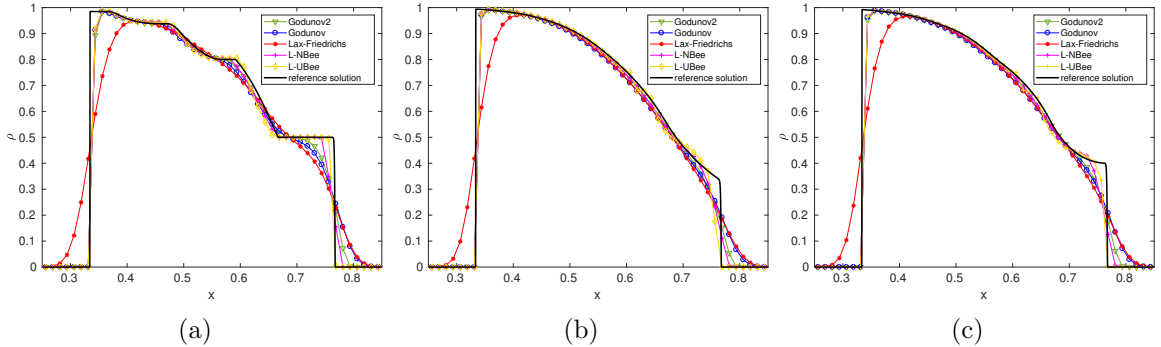 1
0.9
0.8
0.7
0.6
0.5
0.4
0.3
0.2
0.1
0
ρ
0.3 0.4 0.5 0.6 0.7 0.8
x
Godunov2
Godunov
Lax-Friedrichs
L-NBee
L-UBee
reference solution
(a)
1
0.9
0.8
0.7
0.6
0.5
0.4
0.3
0.2
0.1
0
ρ
0.3 0.4 0.5 0.6 0.7 0.8
x
Godunov2
Godunov
Lax-Friedrichs
L-NBee
L-UBee
reference solution
(b)
1
0.9
0.8
0.7
0.6
0.5
0.4
0.3
0.2
0.1
0
ρ
0.3 0.4 0.5 0.6 0.7 0.8
x
Godunov2
Godunov
Lax-Friedrichs
L-NBee
L-UBee
reference solution
(c)